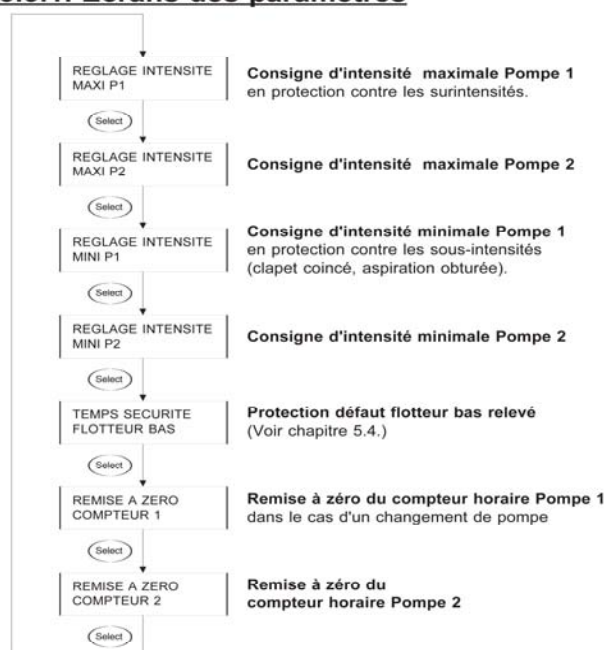 Ecrans des paramètres
REGLAGE INTENSITE
MAXI P1
Consigne d'intensité maximale Pompe 1
en protection contre les surintensités.
Select
REGLAGE INTENSITE
MAXI P2
Consigne d'intensité maximale Pompe 2
Select
REGLAGE INTENSITE
MINI P1
Consigne d'intensité minimale Pompe 1
en protection contre les sous-intensités
(clapet coincé, aspiration obturée).
Select
REGLAGE INTENSITE
MINI P2
Consigne d'intensité minimale Pompe 2
Select
TEMPS SECURITE
FLOTTEUR BAS
Protection défaut flotteur bas relevé
(Voir chapitre 5.4.)
Select
REMISE A ZERO
COMPTEUR 1
Remise à zéro du compteur horaire Pompe 1
dans le cas d'un changement de pompe
Select
REMISE A ZERO
COMPTEUR 2
Remise à zéro du
compteur horaire Pompe 2
Select